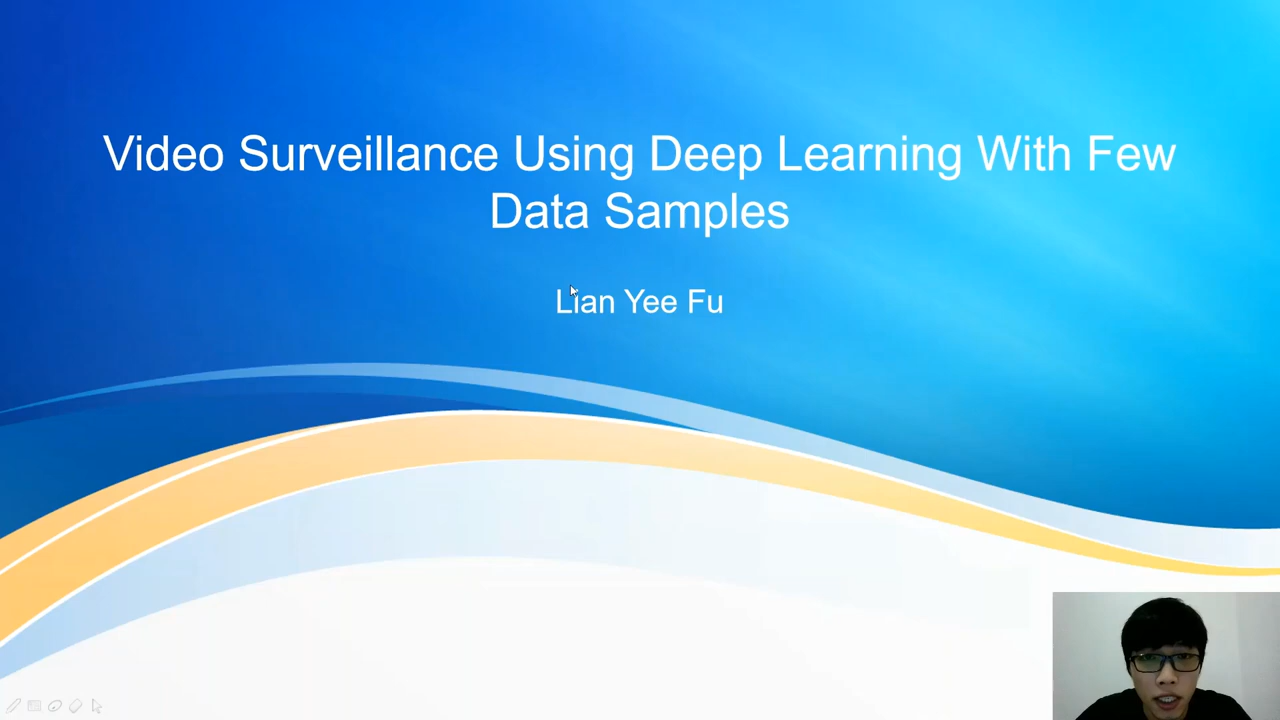 Video Surveillance Using Deep Learning With Few
Data Samples
Lian Yee Fu